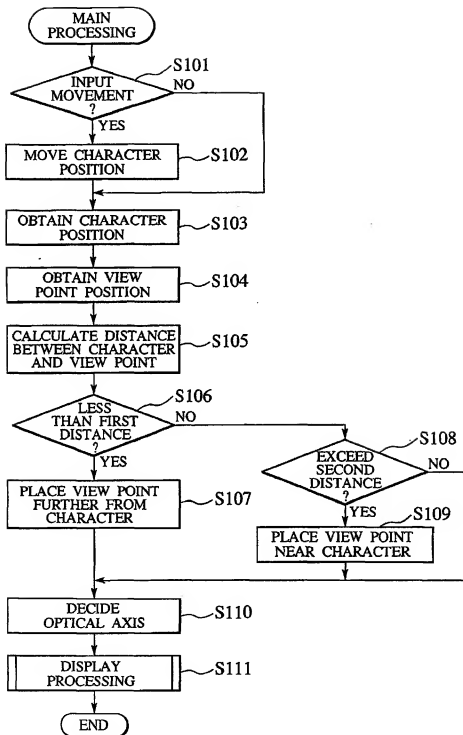 MAIN
PROCESSING
S101
INPUT
MOVEMENT
?
NO
YES
MOVE CHARACTER
POSITION
S102
OBTAIN CHARACTER
POSITION
S103
OBTAIN VIEW
POINT POSITION
S104
CALCULATE DISTANCE
BETWEEN CHARACTER
AND VIEW POINT
S105
S106
LESS
THAN FIRST
DISTANCE
?
NO
YES
S108
EXCEED
SECOND
DISTANCE
?
NO
YES
PLACE VIEW POINT
FURTHER FROM
CHARACTER
S107
S109
PLACE VIEW POINT
NEAR CHARACTER
DECIDE
OPTICAL AXIS
S110
DISPLAY
PROCESSING
S111
END